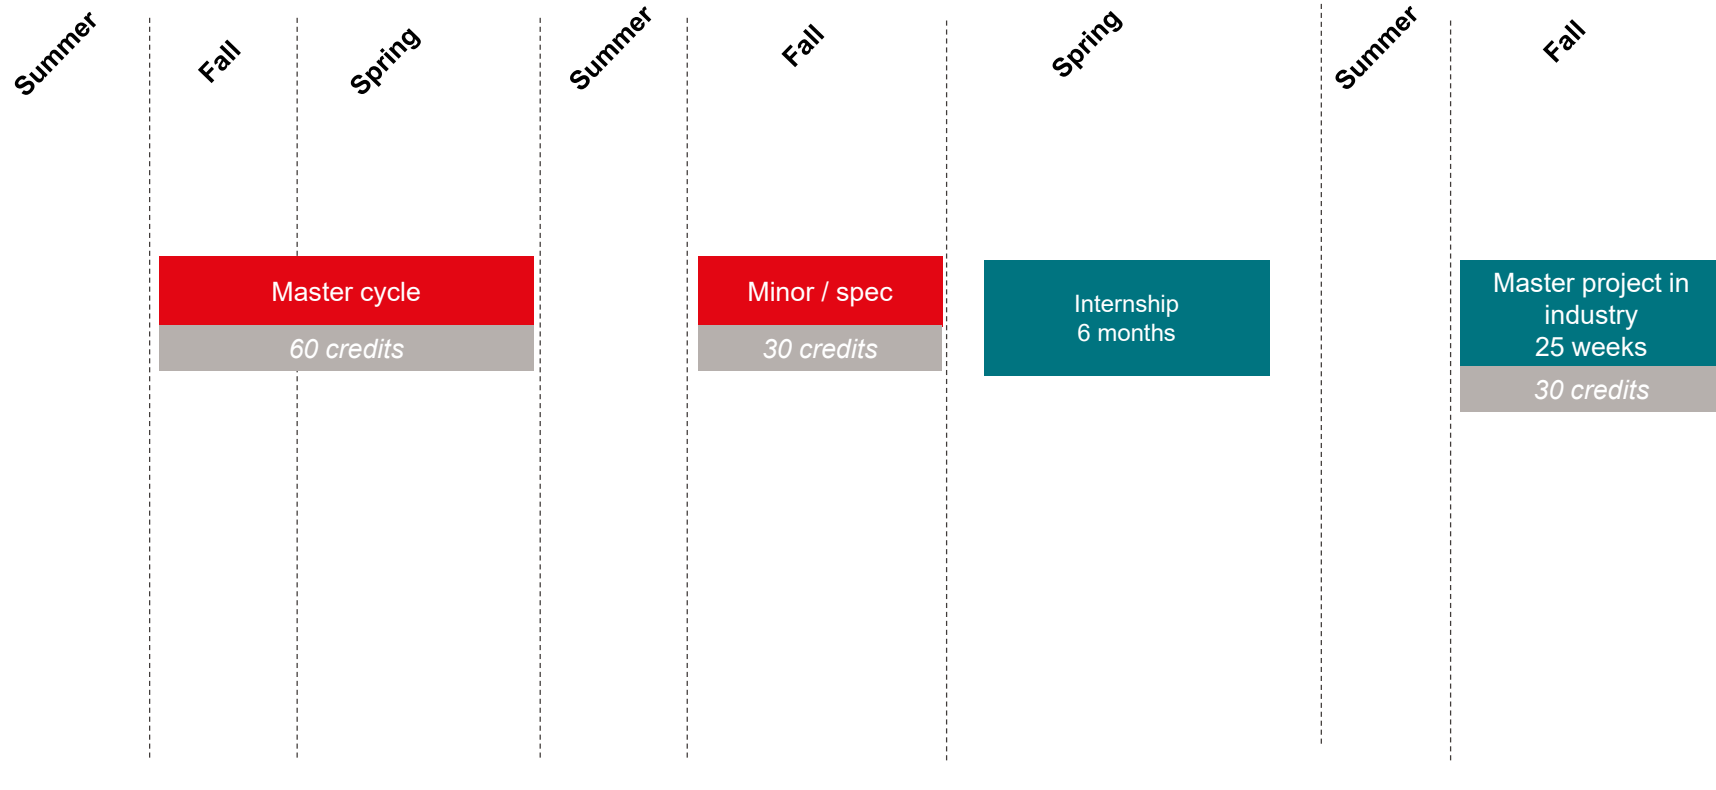 Summer
Fall
Spring
Summer
Fall
Spring
Summer
Fall
Master cycle
60 credits
Minor / spec
30 credits
Internship
6 months
Master project in
industry
25 weeks
30 credits